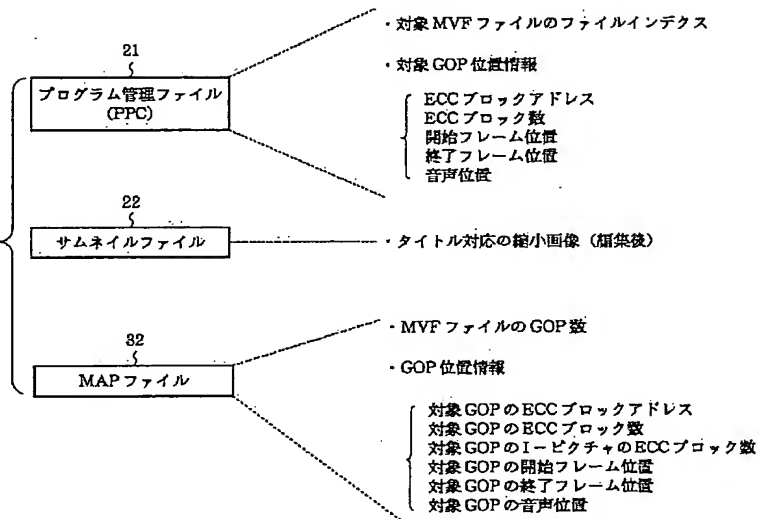 21
プログラム管理ファイル
(PPC)
・対象MVFファイルのファイルインデクス
・対象GOP位置情報
ECCブロックアドレス
ECCブロック数
開始フレーム位置
終了フレーム位置
音声位置
22
サムネイルファイル
・タイトル対応の縮小画像（編集後）
32
MAPファイル
・MVFファイルのGOP数
・GOP位置情報
対象GOPのECCブロックアドレス
対象GOPのECCブロック数
対象GOPのI－ピクチャのECCブロック数
対象GOPの開始フレーム位置
対象GOPの終了フレーム位置
対象GOPの音声位置